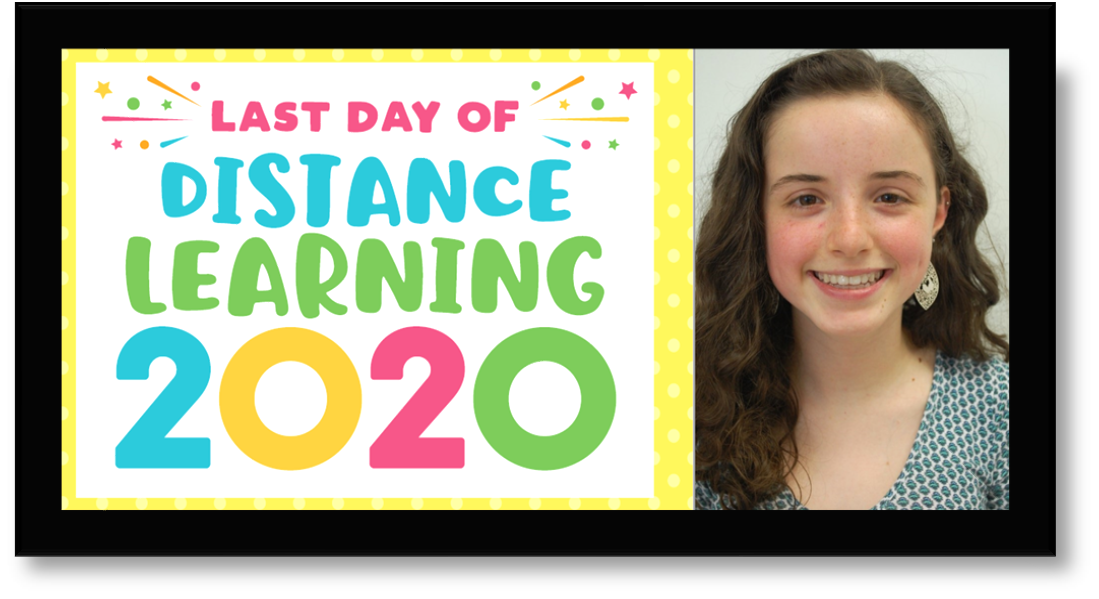 LAST DAY OF
DISTANCE
LEARNING
2020